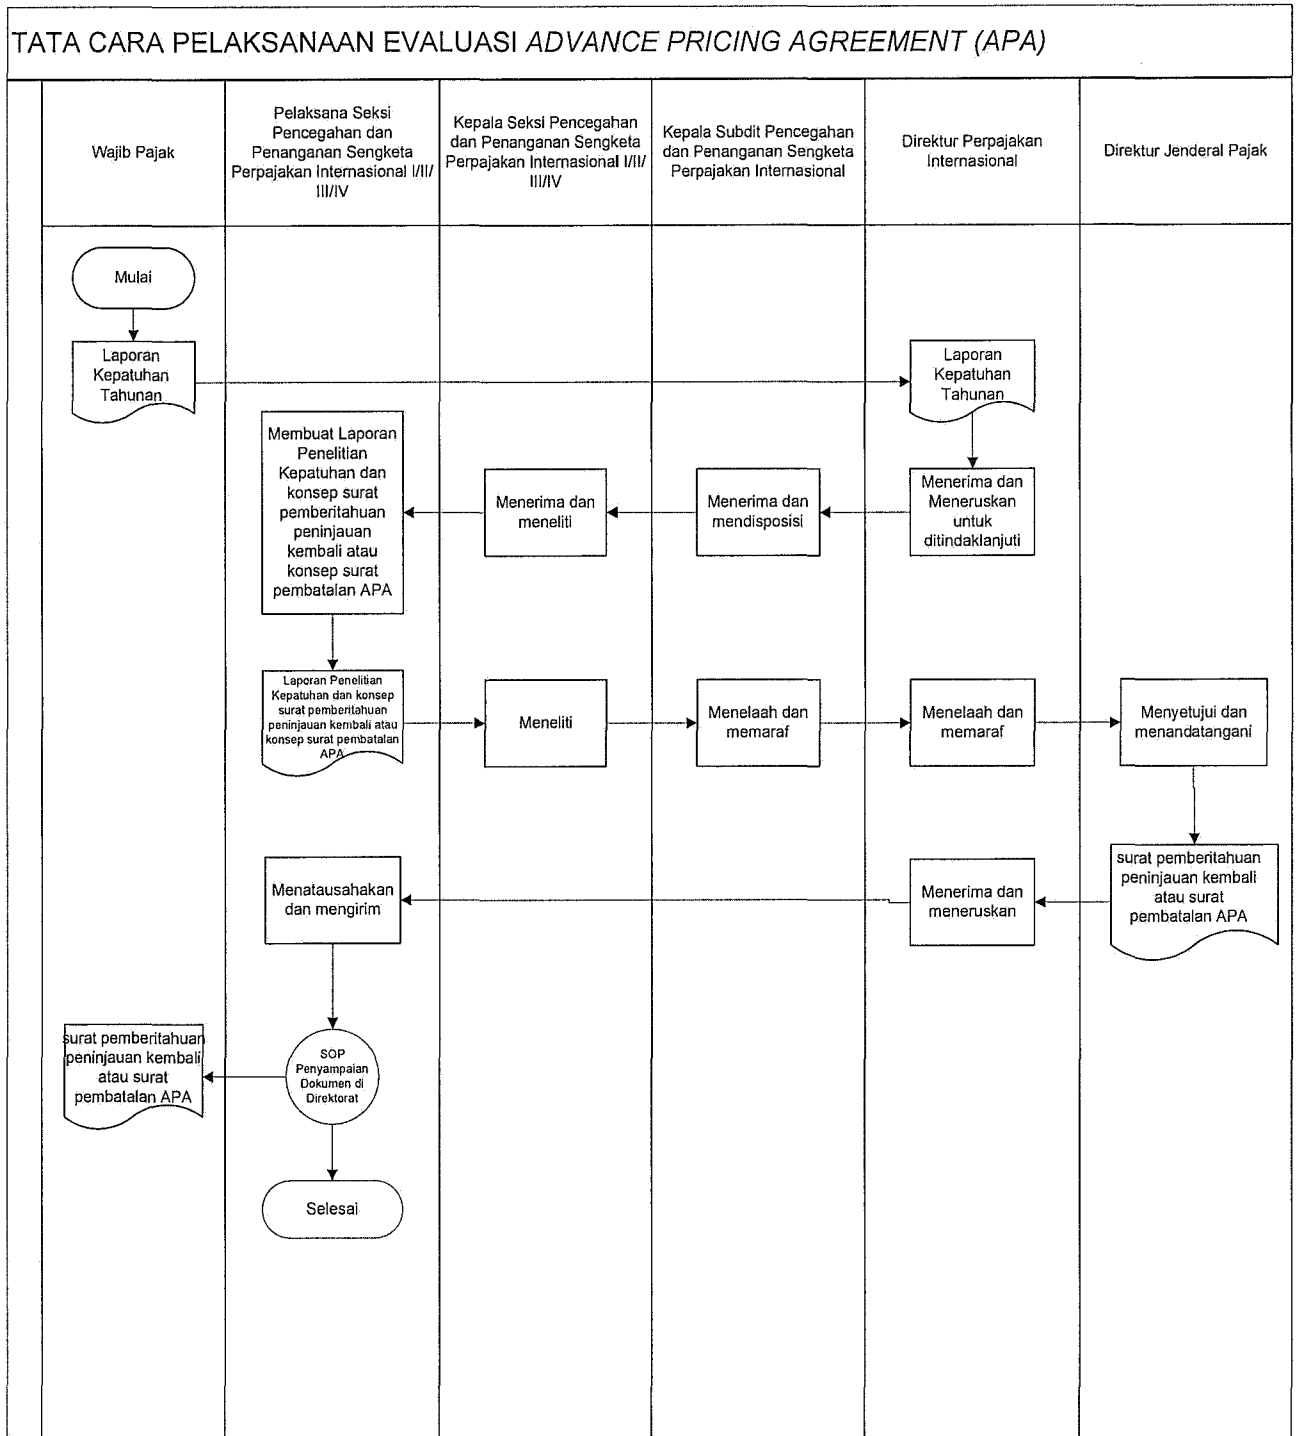 TATA CARA PELAKSANAAN EVALUASI ADVANCE PRICING AGREEMENT (APA)
Wajib Pajak
Pelaksana Seksi
Pencegahan dan
Penanganan Sengketa
Perpajakan Internasional I/II/
III/IV
Kepala Seksi Pencegahan
dan Penanganan Sengketa
Perpajakan Internasional I/II/
III/IV
Kepala Subdit Pencegahan
dan Penanganan Sengketa
Perpajakan Internasional
Direktur Perpajakan
Internasional
Direktur Jenderal Pajak
Mulai
Laporan
Kepatuhan
Tahunan
Laporan
Kepatuhan
Tahunan
Membuat Laporan
Penelitian
Kepatuhan dan
konsep surat
pemberitahuan
peninjauan
kembali atau
konsep surat
pembatalan APA
Menerima dan
meneliti
Menerima dan
mendisposisi
Menerima dan
Meneruskan
untuk
ditindaklanjuti
Laporan Penelitian
Kepatuhan dan konsep
surat pemberitahuan
peninjauan kembali atau
konsep surat pembatalan
APA
Meneliti
Menelaah dan
memaraf
Menelaah dan
memaraf
Menyetujui dan
menandatangani
Menatausahakan
dan mengirim
Menerima dan
meneruskan
surat pemberitahuan
peninjauan kembali
atau surat
pembatalan APA
surat pemberitahuan
peninjauan kembali
atau surat
pembatalan APA
SOP
Penyampaian
Dokumen di
Direktorat
Selesai